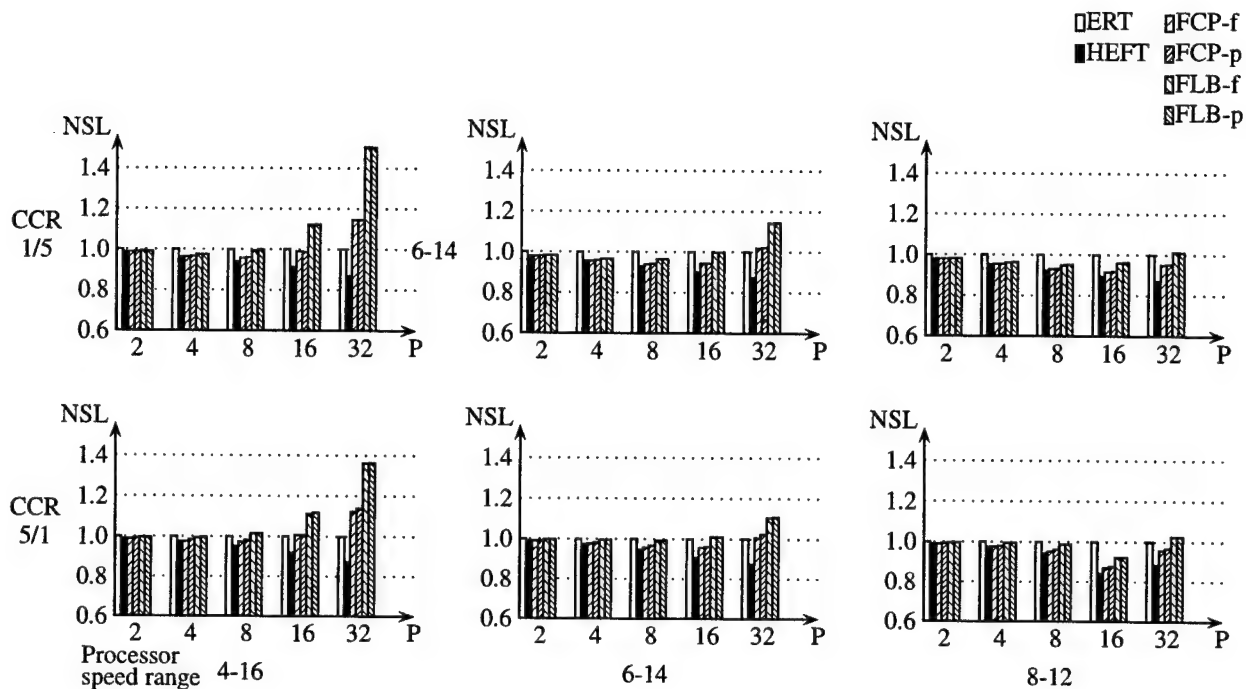 ERT FCP-f
HEFT FCP-p
FLB-f
FLB-p
NSL NSL NSL
1.4 1.4 1.4
1.2 1.2 1.2
CCR
1/5
1.0 6-14 1.0 1.0
0.8 0.8 0.8
0.6 0.6 0.6
2 4 8 16 32 P 2 4 8 16 32 P 2 4 8 16 32 P
NSL NSL NSL
1.4 1.4 1.4
1.2 1.2 1.2
CCR
5/1
1.0 1.0 1.0
0.8 0.8 0.8
0.6 0.6 0.6
2 4 8 16 32 P 2 4 8 16 32 P 2 4 8 16 32 P
Processor
speed range 4-16 6-14 8-12